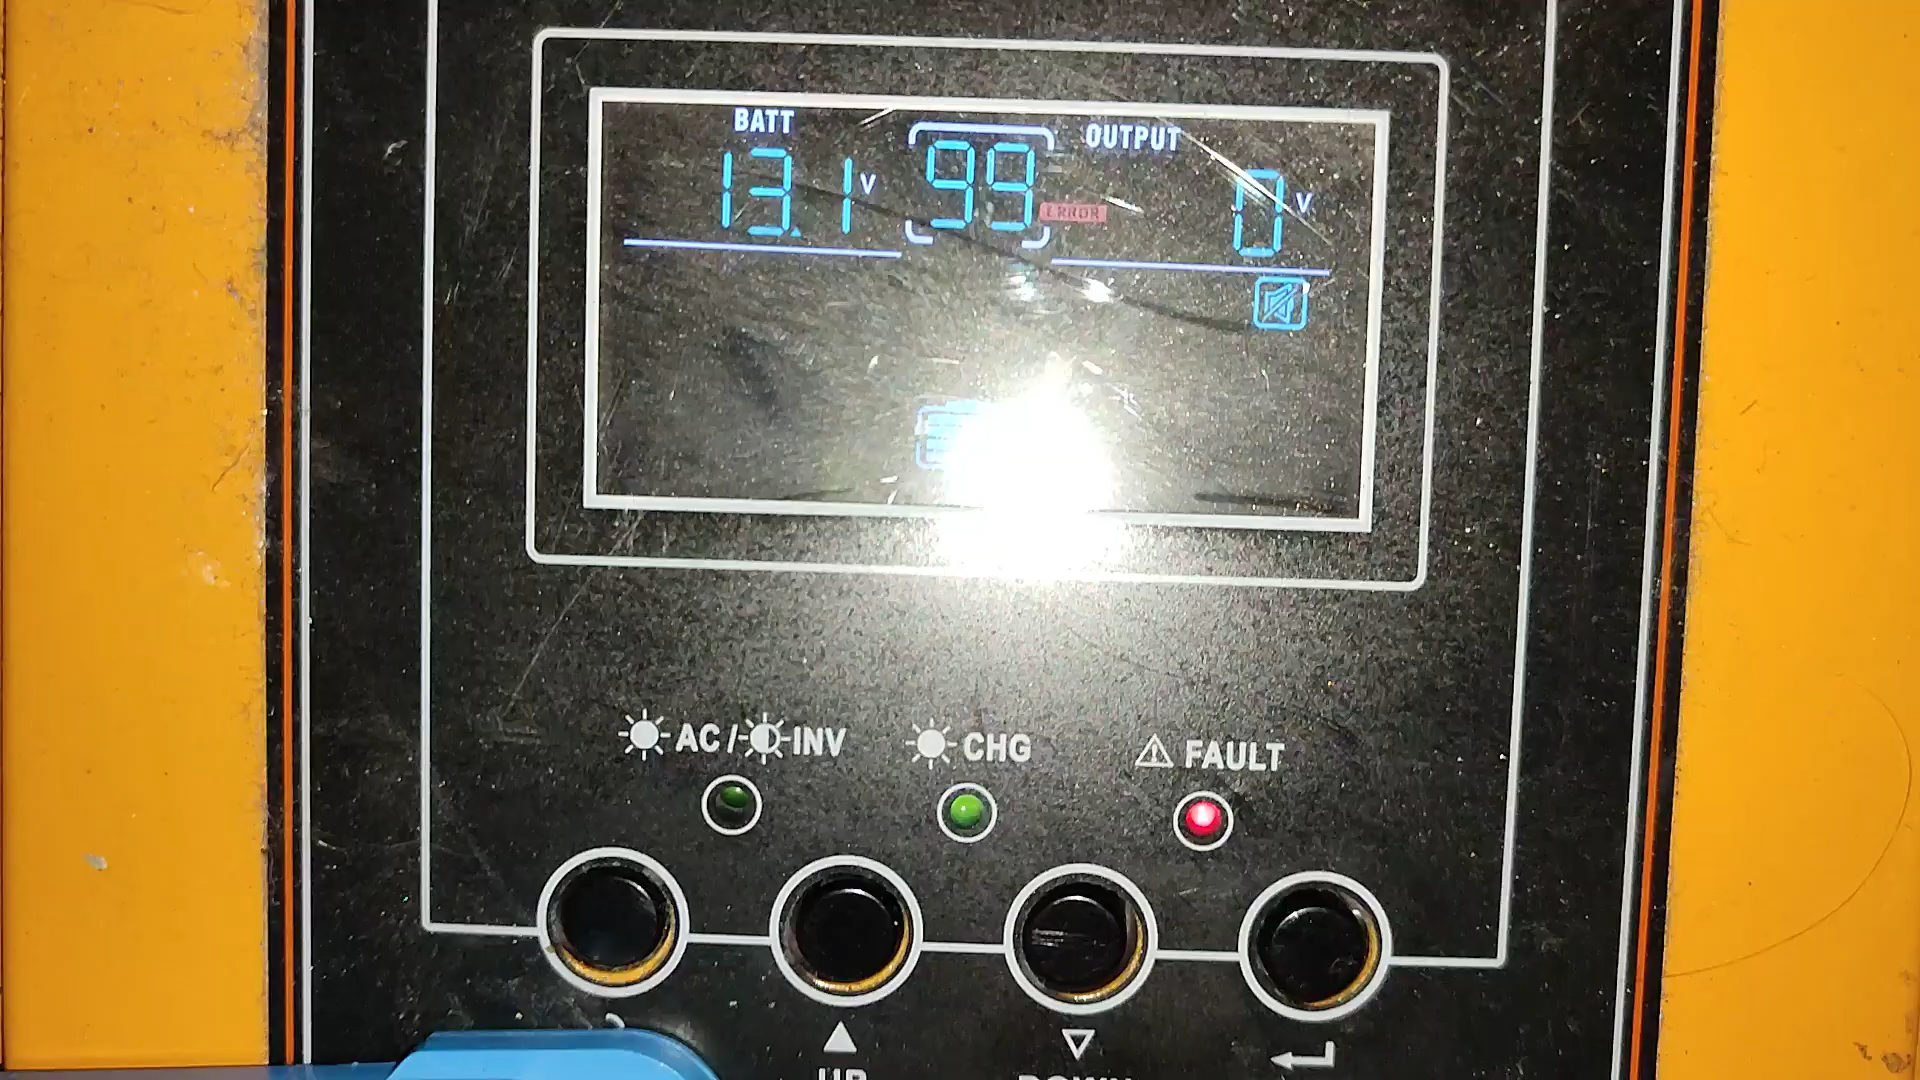 BATT
OUTPUT
13.1 V
99
ERROR
0 V
AC / INV
CHG
FAULT
UP
DOWN